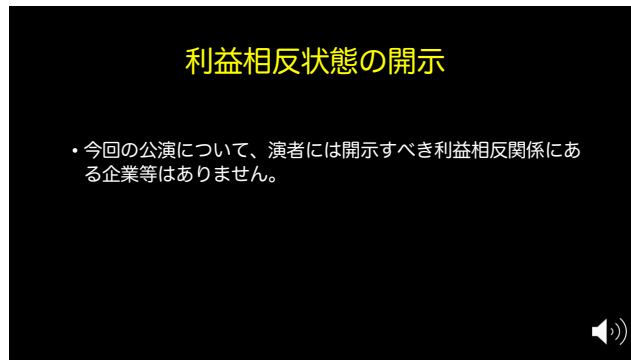 利益相反状態の開示
• 今回の公演について、演者には開示すべき利益相反関係にあ
る企業等はありません。